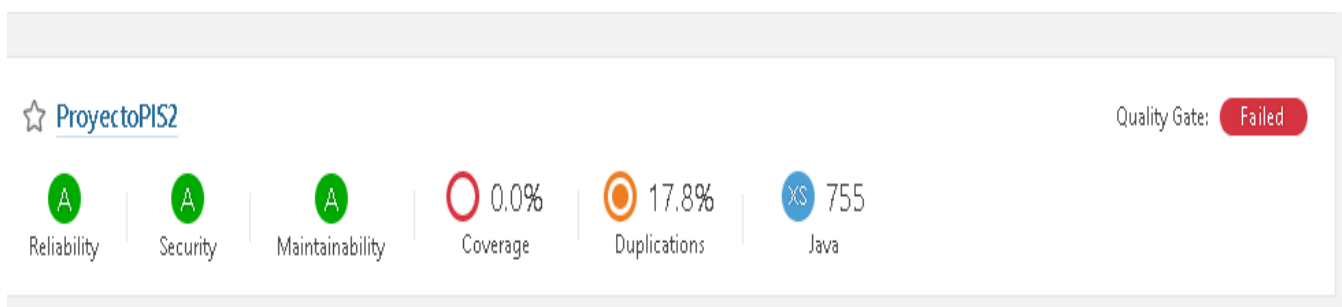 ProyectoPIS2
Quality Gate: Failed
A A A 0.0% 17.8% XS 755
Reliability Security Maintainability Coverage Duplications Java